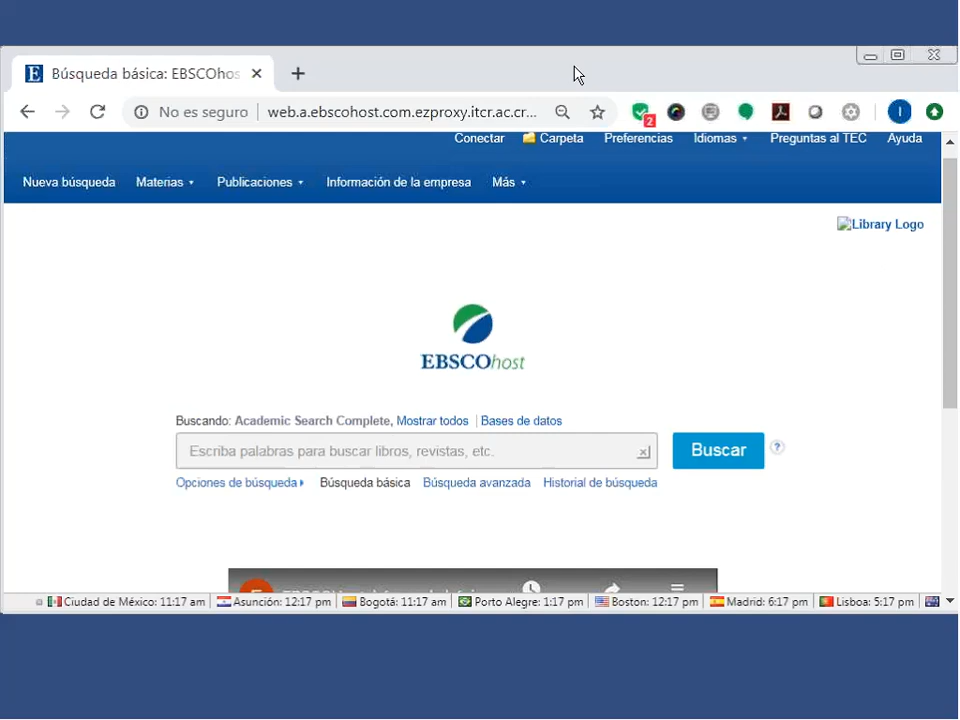 Búsqueda básica: EBSCOhos
No es seguro web.a.ebscohost.com.ezproxy.itcr.ac.cr... 2 I
Conectar Carpeta Preferencias Idiomas Preguntas al TEC Ayuda
Nueva búsqueda Materias Publicaciones Información de la empresa Más
Library Logo
EBSCOhost
Buscando: Academic Search Complete, Mostrar todos Bases de datos
Escriba palabras para buscar libros, revistas, etc. Buscar ?
Opciones de búsqueda Búsqueda básica Búsqueda avanzada Historial de búsqueda
Ciudad de México: 11:17 am Asunción: 12:17 pm Bogotá: 11:17 am Porto Alegre: 1:17 pm Boston: 12:17 pm Madrid: 6:17 pm Lisboa: 5:17 pm